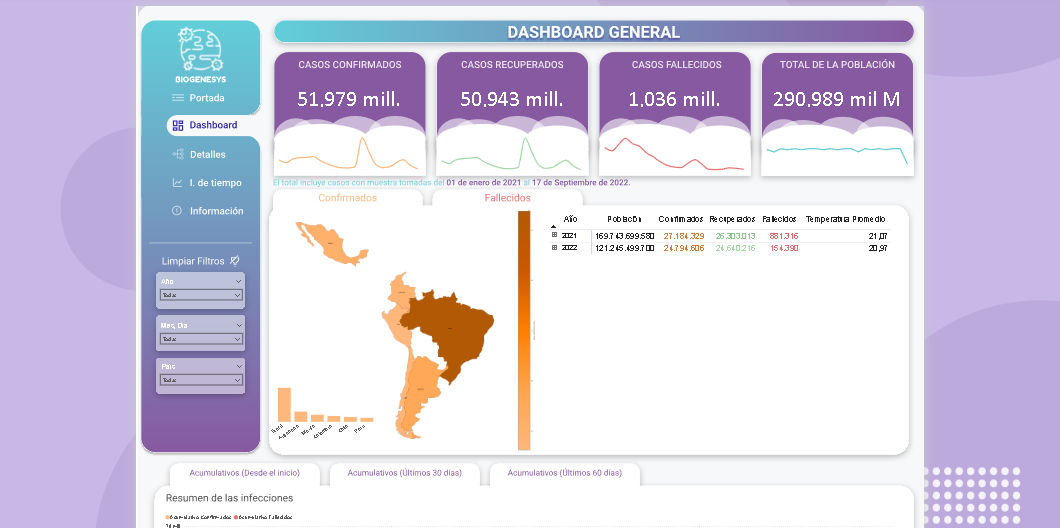 DASHBOARD GENERAL
BIOGENESYS
Portada
Dashboard
Detalles
I. de tiempo
Información
Limpiar Filtros
Año
Todas
Mes, Día
Todas
País
Todas
CASOS CONFIRMADOS
51,979 mill.
CASOS RECUPERADOS
50,943 mill.
CASOS FALLECIDOS
1,036 mill.
TOTAL DE LA POBLACIÓN
290,989 mil M
El total incluye casos con muestra tomadas del 01 de enero de 2021 al 17 de Septiembre de 2022.
Confirmados
Fallecidos
Año Población Confirmados Recuperados Fallecidos Temperatura Promedio
2021 169.743.699.580 27.184.329 26.303.013 881.316 21,07
2022 121.245.499.700 24.794.606 24.640.216 154.390 20,97
Brazil
Argentina
Mexico
Colombia
Chile
Peru
Acumulativos (Desde el inicio)
Acumulativos (Últimos 30 dias)
Acumulativos (Últimos 60 dias)
Resumen de las infecciones
Acumulativo Confirmados Acumulativo Fallecidos